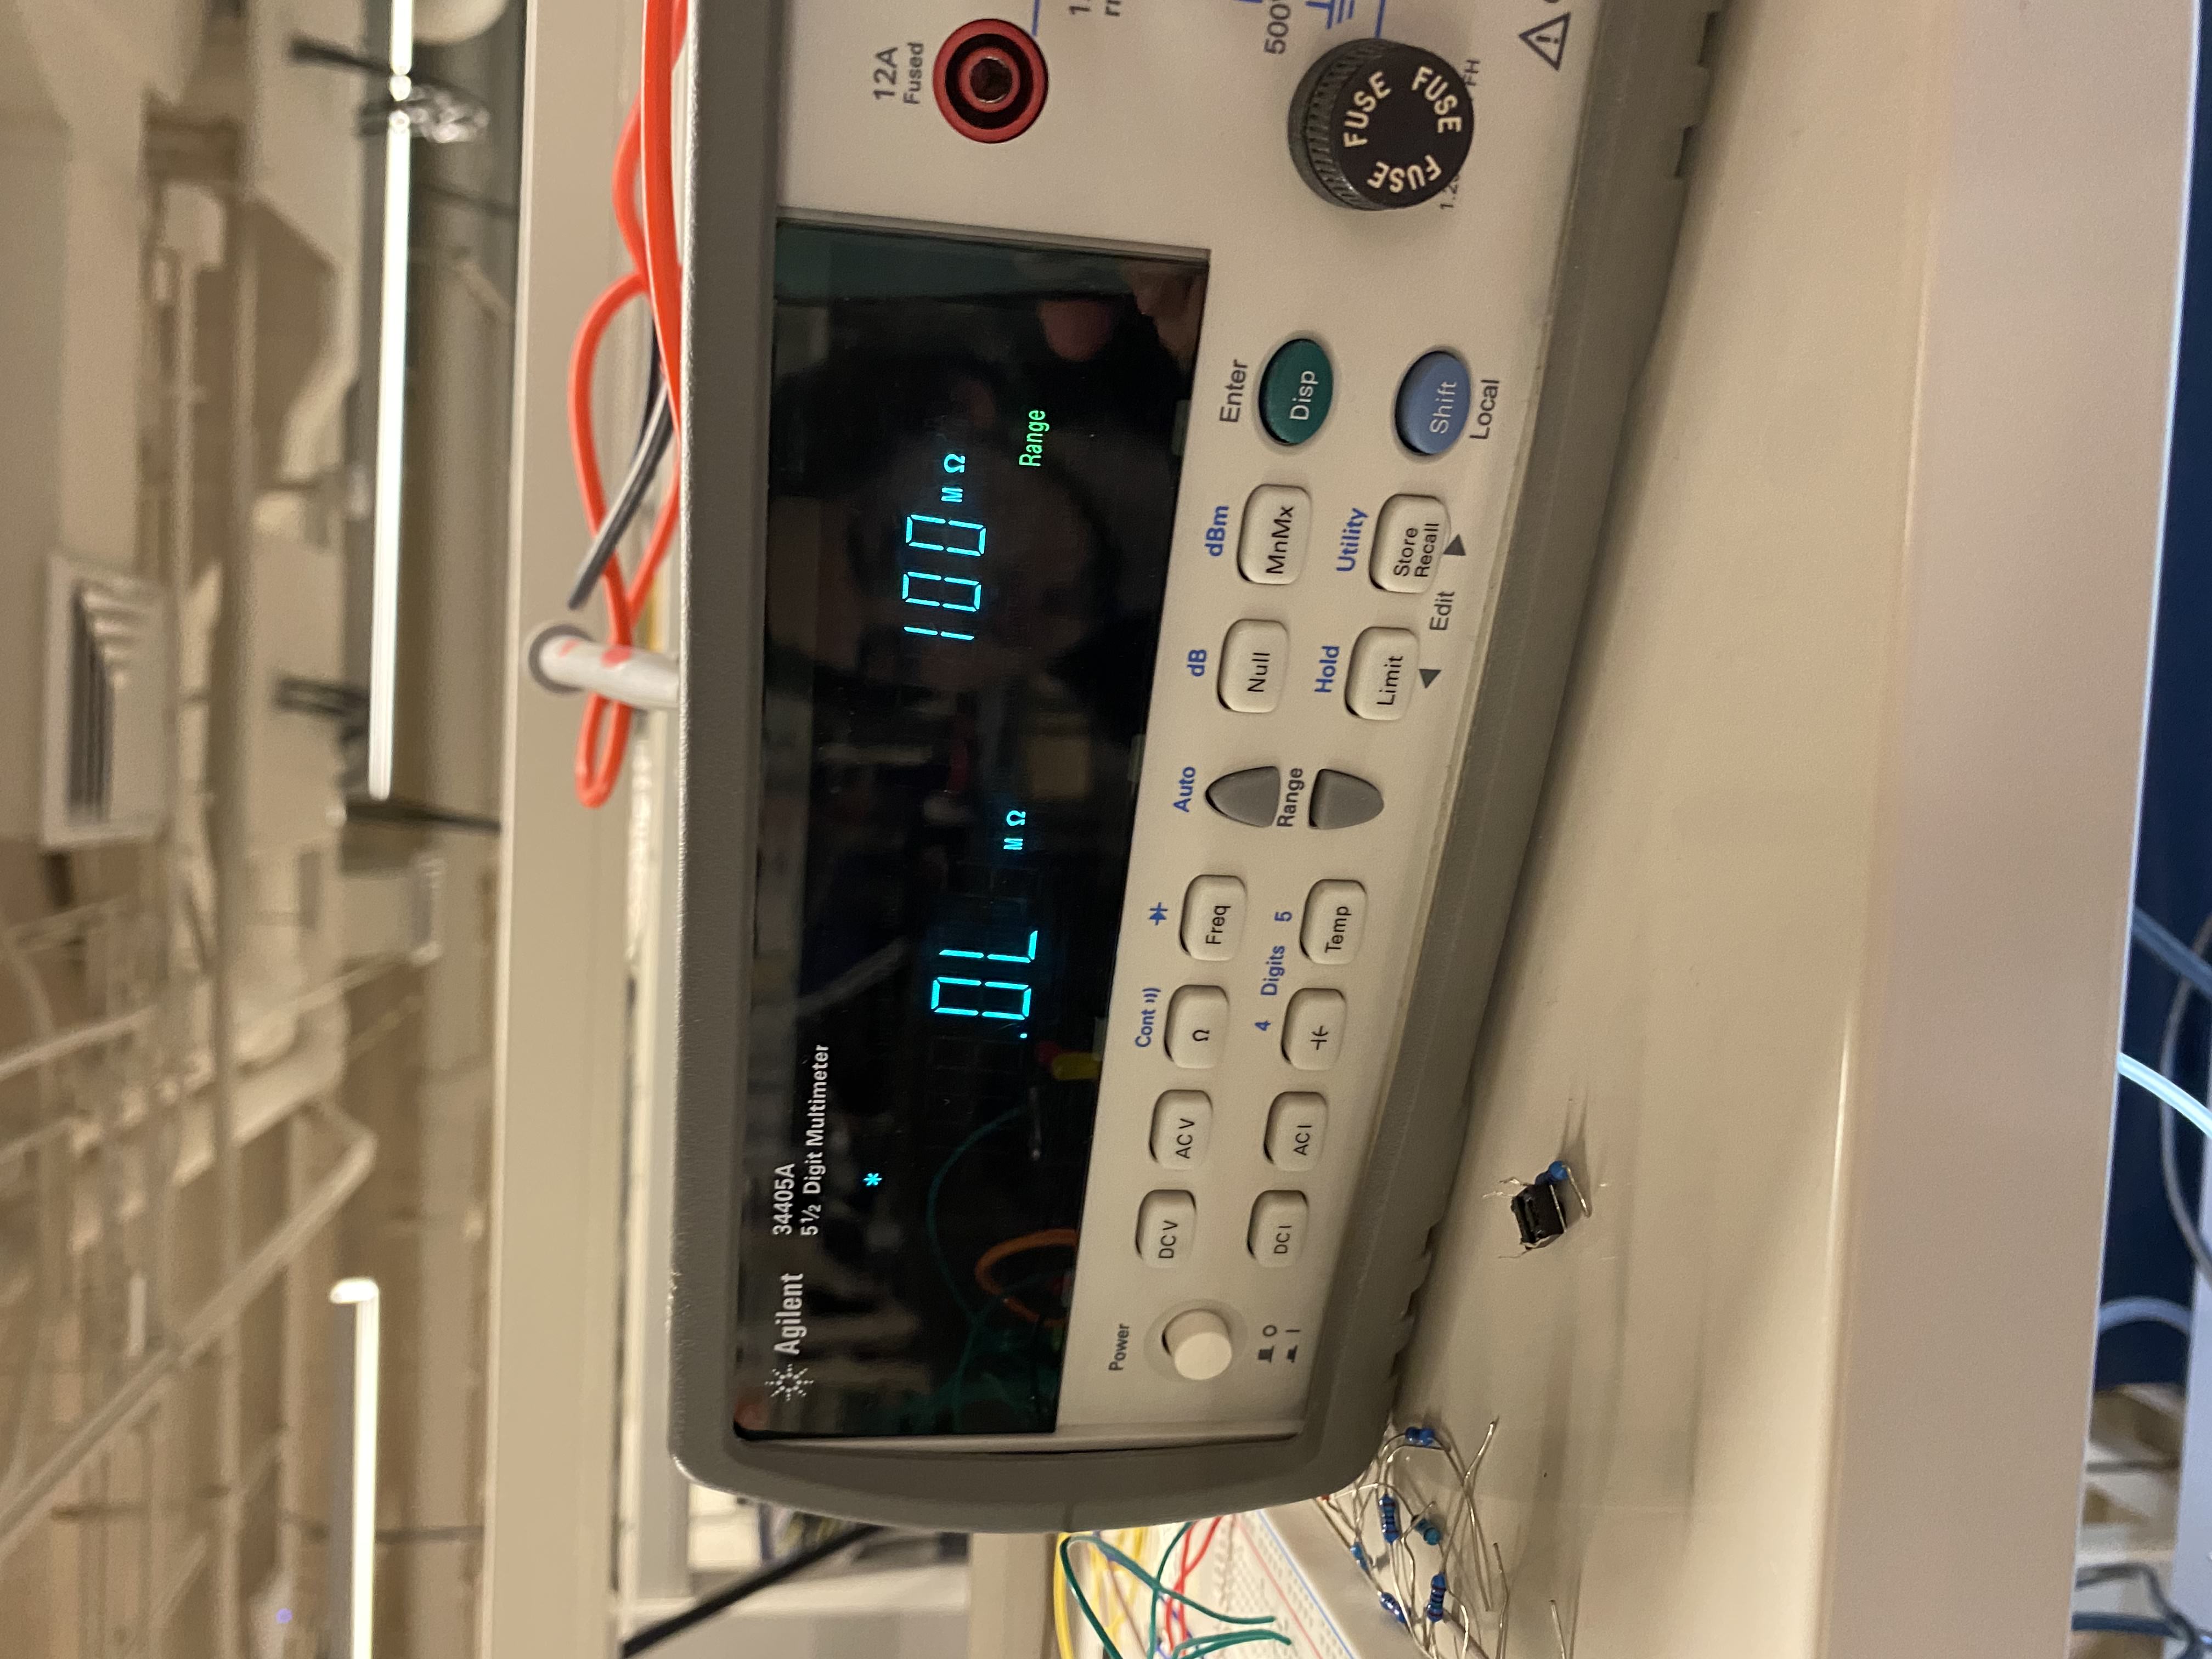 Agilent
34405A
5½ Digit Multimeter
*
.0L MΩ
100 MΩ
Range
12A
Fused
Power
DC V
AC V
Cont
Ω
Freq
Auto
Range
dB
Null
dBm
MnMx
Enter
Disp
O
I
DC I
AC I
4 Digits 5
Temp
Hold
Limit
Utility
Store
Recall
Edit
Shift
Local
500
FUSE FUSE FUSE
FH